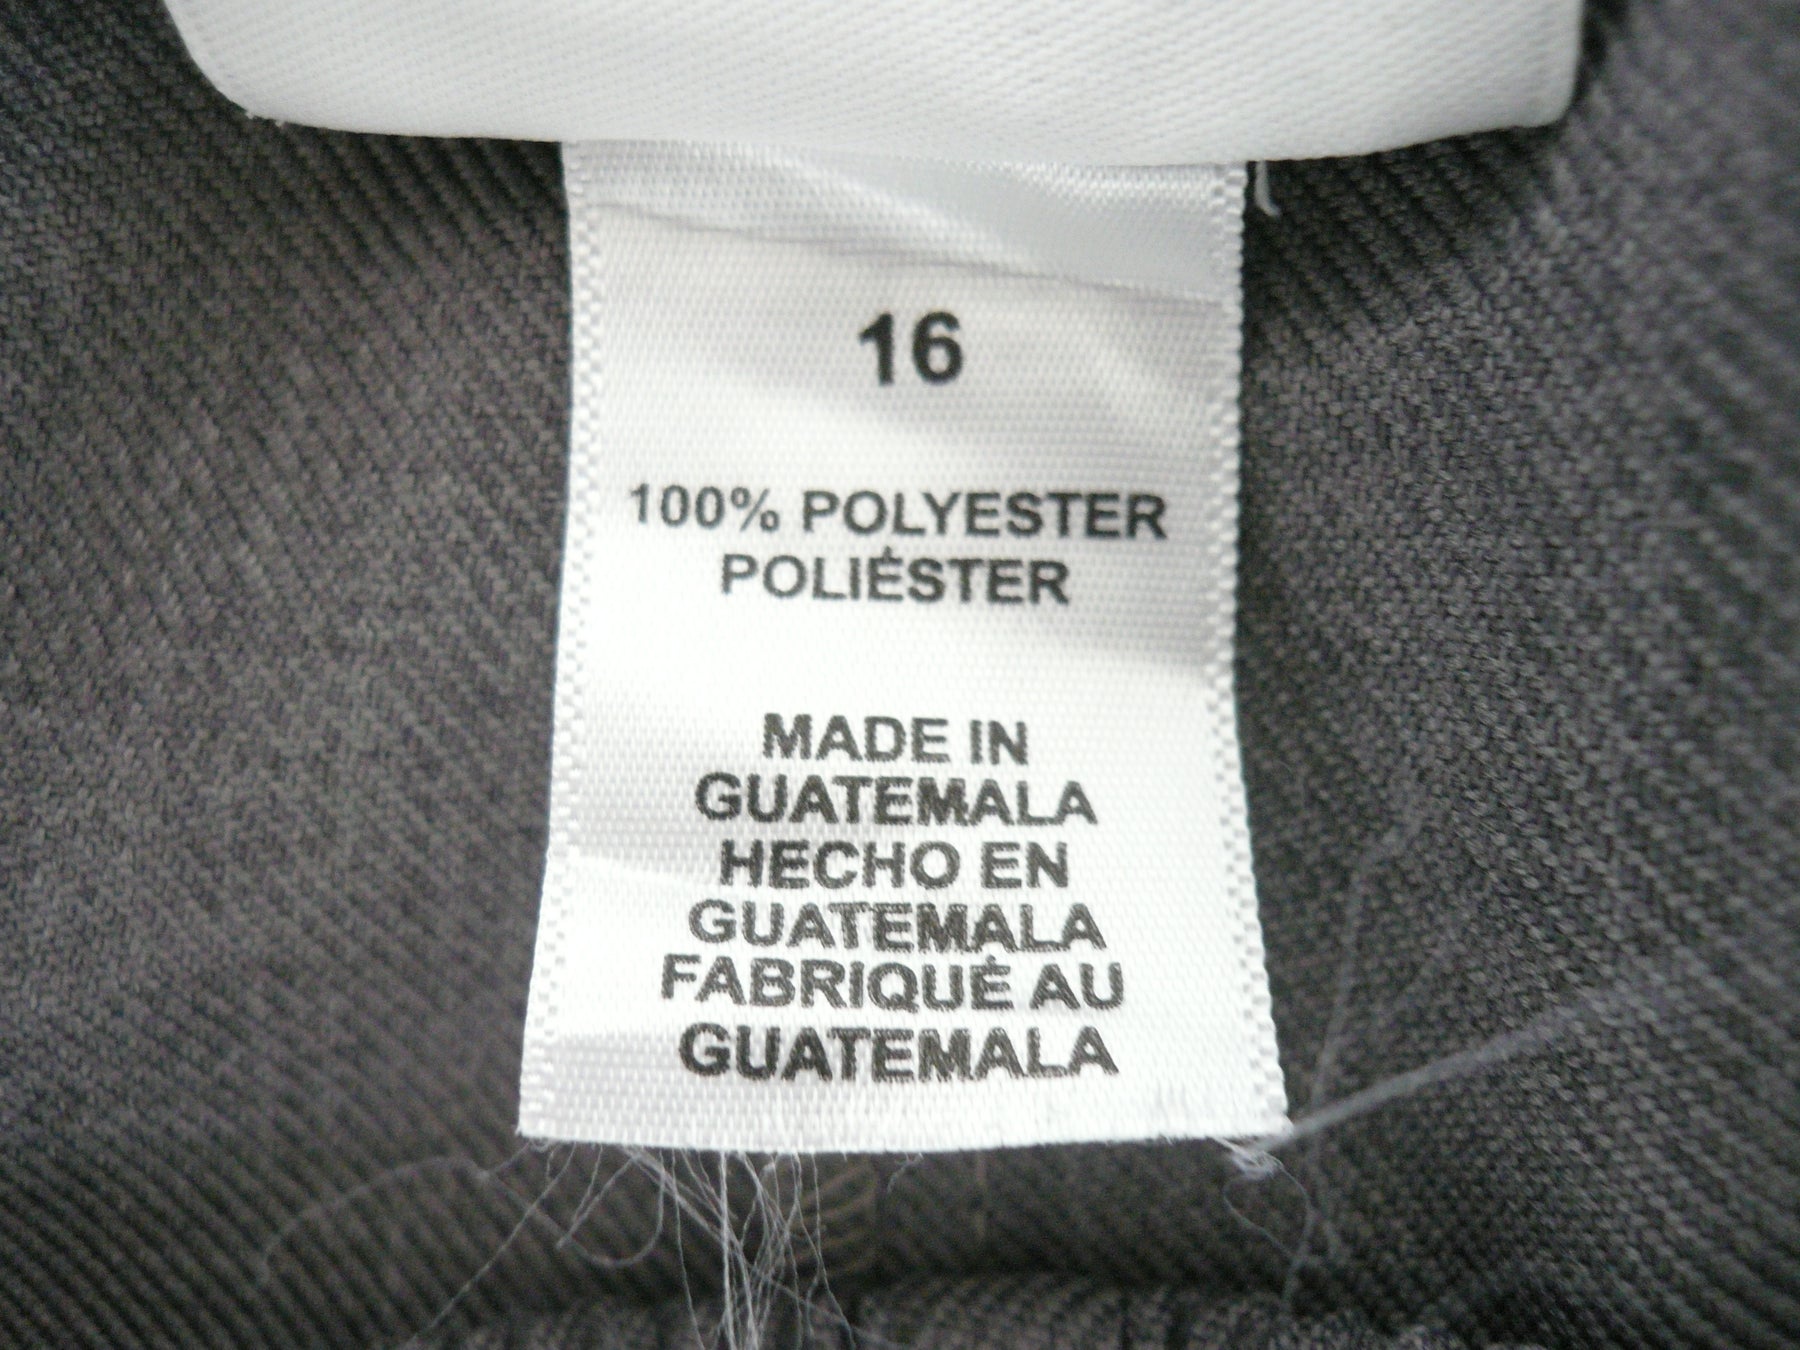 16
100% POLYESTER
POLIÉSTER
MADE IN
GUATEMALA
HECHO EN
GUATEMALA
FABRIQUÉ AU
GUATEMALA